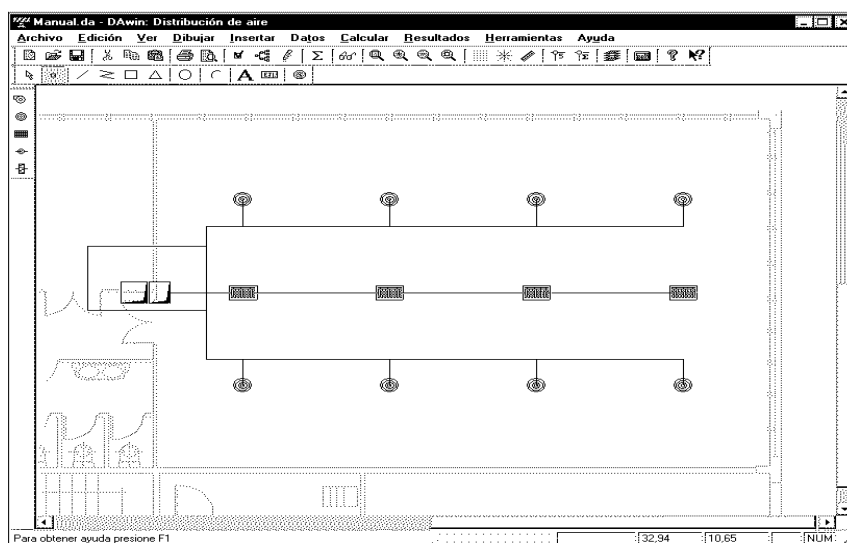 Manual.da - DAwin: Distribución de aire
Archivo Edición Ver Dibujar Insertar Datos Calcular Resultados Herramientas Ayuda
A
Para obtener ayuda presione F1 32,94 10,65 NUM